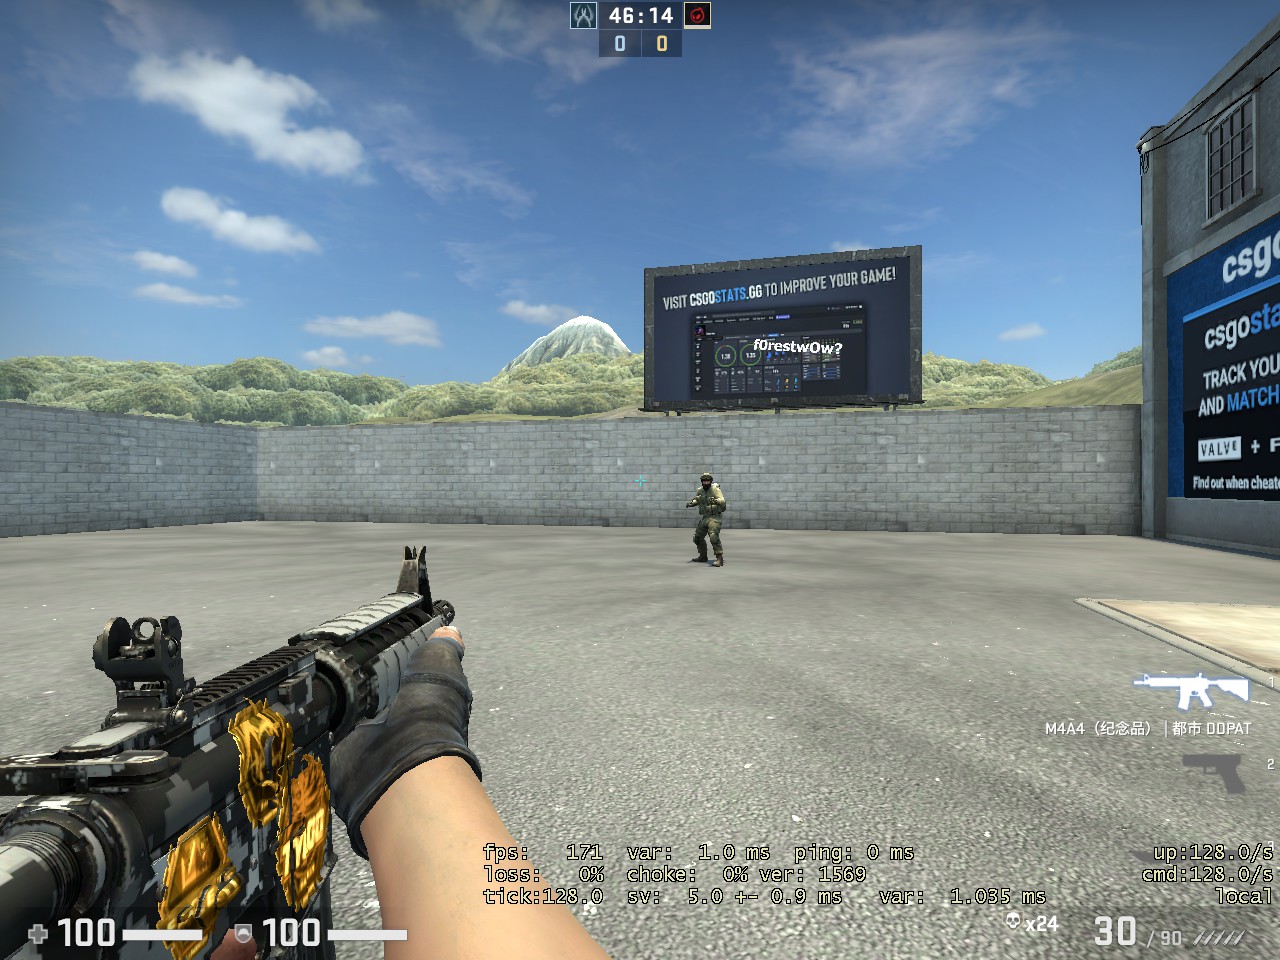 46:14
0 0
VISIT CSGOSTATS.GG TO IMPROVE YOUR GAME!
f0restw0w?
csgo
csgosta
TRACK YOU
AND MATCH
VALVE + F
Find out when cheate
1
M4A4（纪念品） | 都市 DDPAT
2
fps: 171 var: 1.0 ms ping: 0 ms
up:128.0/s
loss: 0% choke: 0% ver: 1569
cmd:128.0/s
tick:128.0 sv: 5.0 +- 0.9 ms var: 1.035 ms
local
100 100
x24
30 / 90